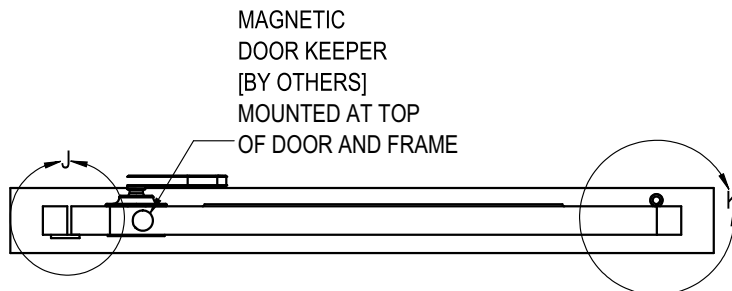 MAGNETIC
DOOR KEEPER
[BY OTHERS]
MOUNTED AT TOP
OF DOOR AND FRAME
J
K